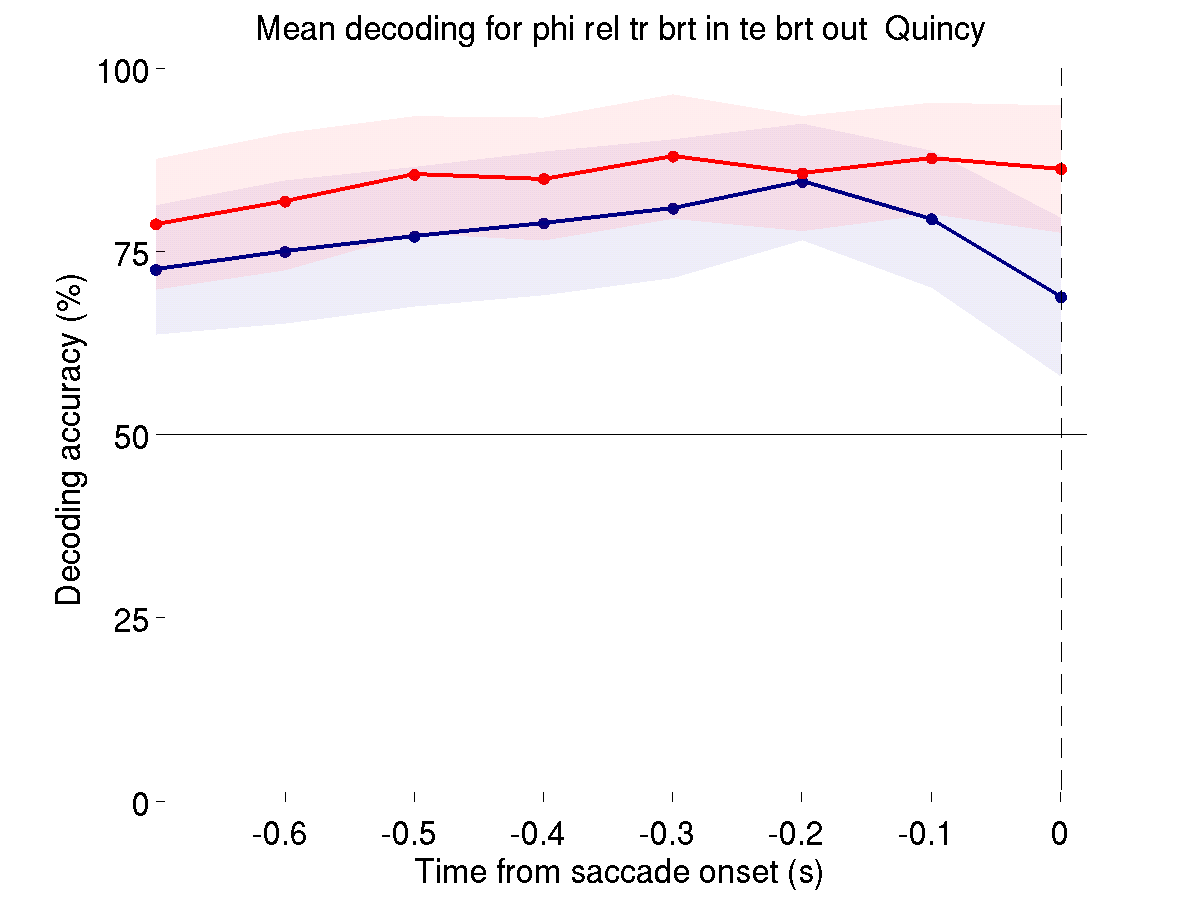 Mean decoding for phi rel tr brt in te brt out  Quincy
100
75
50
25
0
Decoding accuracy (%)
-0.6 -0.5 -0.4 -0.3 -0.2 -0.1 0
Time from saccade onset (s)